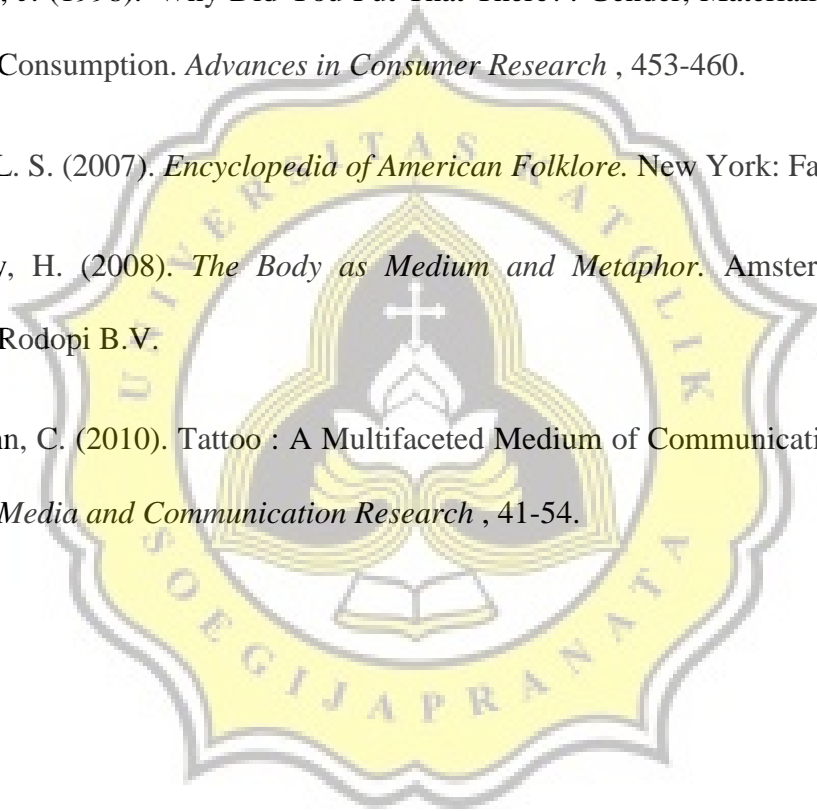 , J. (1998). "Why Did You Put That There?: Gender, Materialis
Consumption. Advances in Consumer Research , 453-460.
L. S. (2007). Encyclopedia of American Folklore. New York: Fa
y, H. (2008). The Body as Medium and Metaphor. Amster
Rodopi B.V.
nn, C. (2010). Tattoo : A Multifaceted Medium of Communicati
Media and Communication Research , 41-54.
UNIVERSITAS KATOLIK
SOEGIJAPRANATA